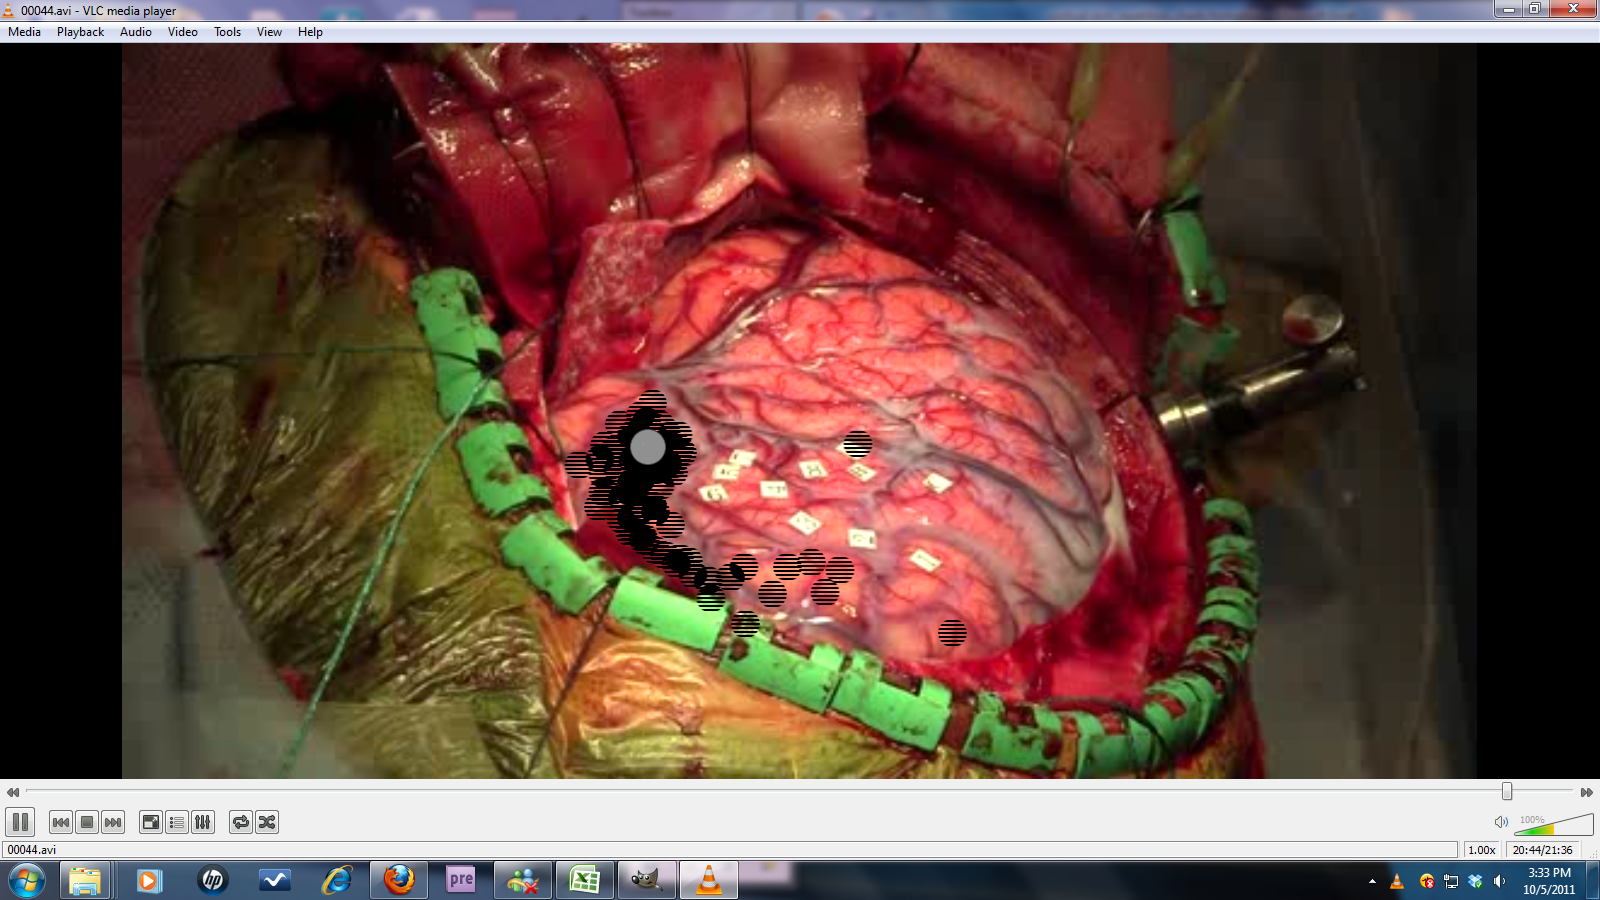 00044.avi - VLC media player
Media Playback Audio Video Tools View Help
100%
00044.avi 1.00x 20:44/21:36
hp pre
3:33 PM
10/5/2011